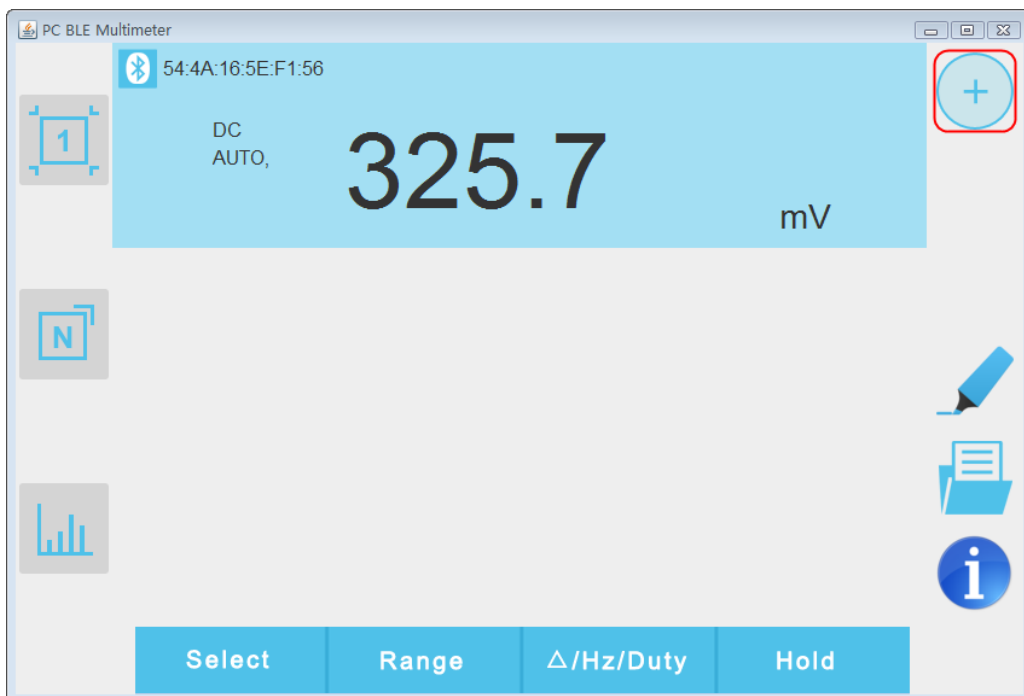 PC BLE Multimeter
54:4A:16:5E:F1:56
DC
AUTO,
325.7
mV
1
N
Select
Range
△/Hz/Duty
Hold